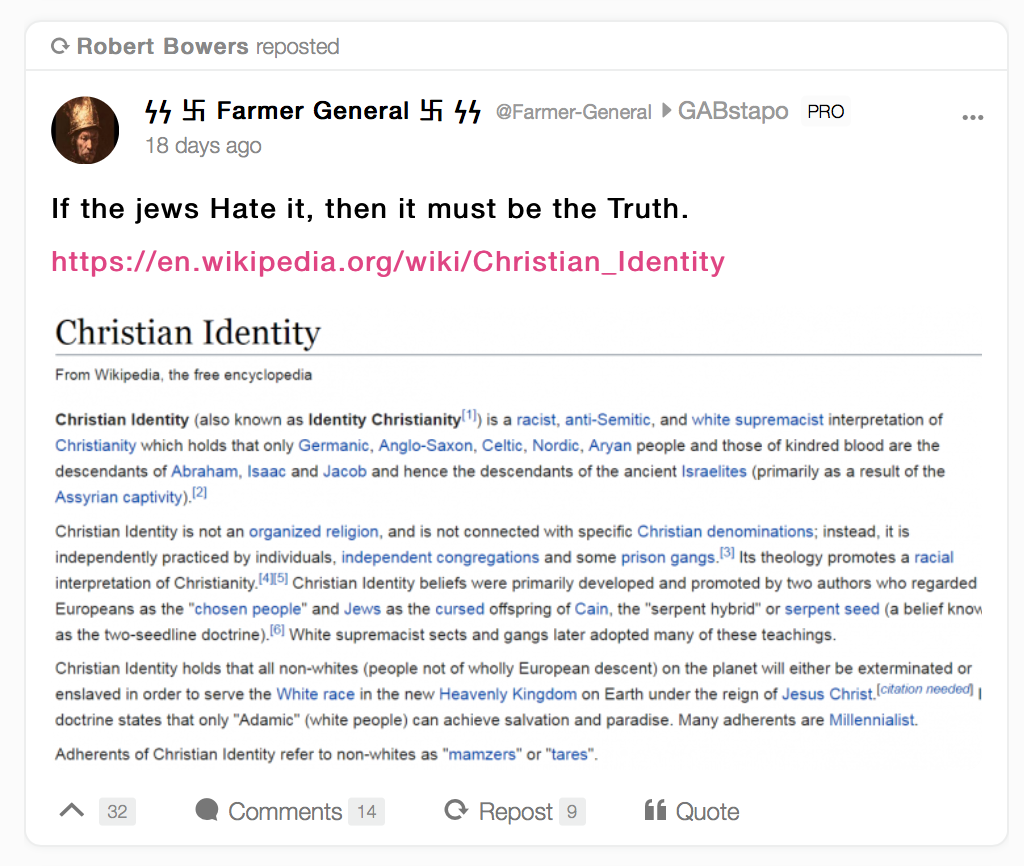 Robert Bowers reposted
ϟϟ 卐 Farmer General 卐 ϟϟ @Farmer-General GABstapo PRO
18 days ago
If the jews Hate it, then it must be the Truth.
https://en.wikipedia.org/wiki/Christian_Identity
Christian Identity
From Wikipedia, the free encyclopedia
Christian Identity (also known as Identity Christianity[1]) is a racist, anti-Semitic, and white supremacist interpretation of
Christianity which holds that only Germanic, Anglo-Saxon, Celtic, Nordic, Aryan people and those of kindred blood are the
descendants of Abraham, Isaac and Jacob and hence the descendants of the ancient Israelites (primarily as a result of the
Assyrian captivity).[2]
Christian Identity is not an organized religion, and is not connected with specific Christian denominations; instead, it is
independently practiced by individuals, independent congregations and some prison gangs.[3] Its theology promotes a racial
interpretation of Christianity.[4][5] Christian Identity beliefs were primarily developed and promoted by two authors who regarded
Europeans as the "chosen people" and Jews as the cursed offspring of Cain, the "serpent hybrid" or serpent seed (a belief know
as the two-seedline doctrine).[6] White supremacist sects and gangs later adopted many of these teachings.
Christian Identity holds that all non-whites (people not of wholly European descent) on the planet will either be exterminated or
enslaved in order to serve the White race in the new Heavenly Kingdom on Earth under the reign of Jesus Christ.[citation needed]
doctrine states that only "Adamic" (white people) can achieve salvation and paradise. Many adherents are Millennialist.
Adherents of Christian Identity refer to non-whites as "mamzers" or "tares".
32 Comments 14 Repost 9 Quote